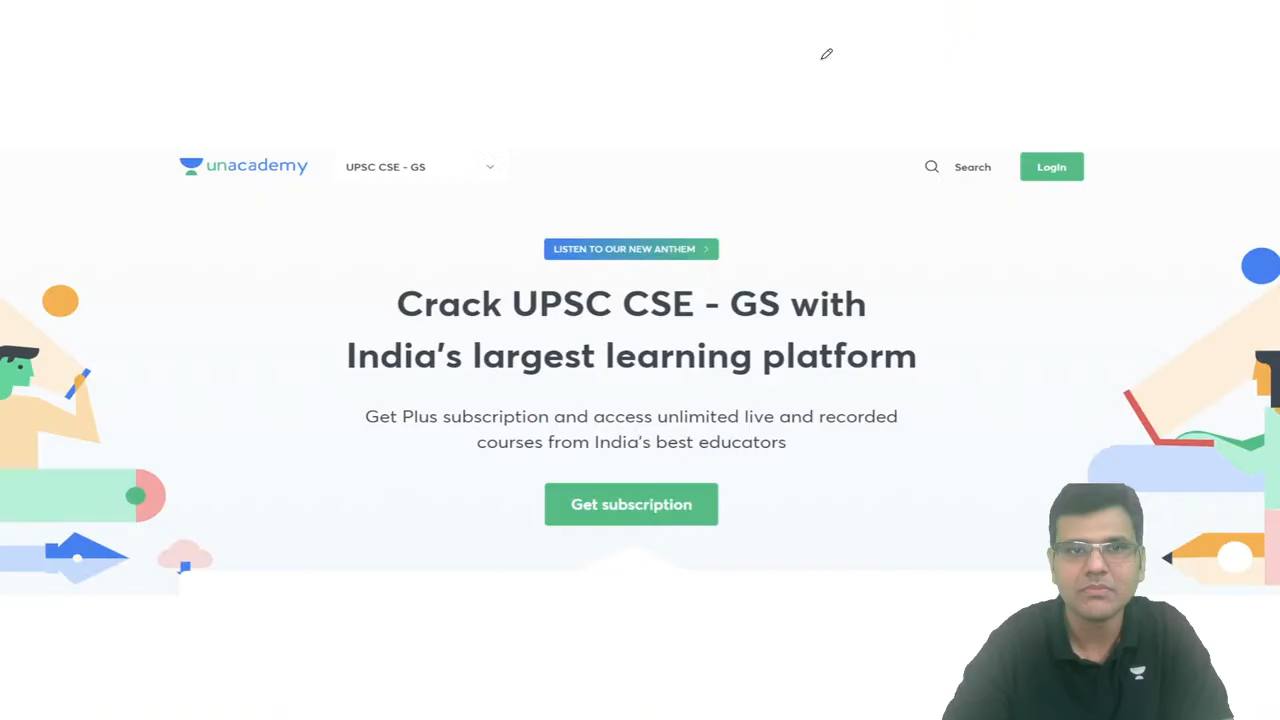 unacademy
UPSC CSE - GS
Search
Login
LISTEN TO OUR NEW ANTHEM
Crack UPSC CSE - GS with
India's largest learning platform
Get Plus subscription and access unlimited live and recorded
courses from India's best educators
Get subscription